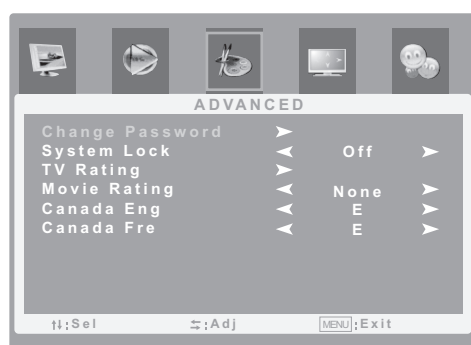 ADVANCED
Change Password
System Lock Off
TV Rating
Movie Rating None
Canada Eng E
Canada Fre E
↑↓:Sel ⇆:Adj MENU:Exit